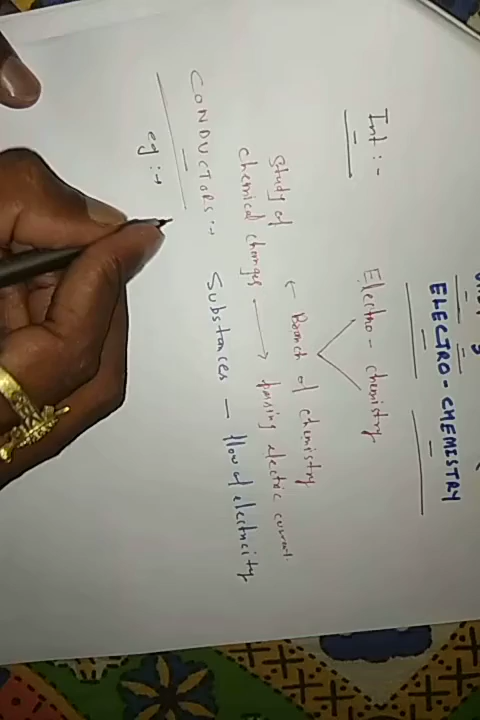 ELECTRO - CHEMISTRY
Int :-
Electro - chemistry
← Branch of chemistry
Study of
chemical changes → passing electric current.
CONDUCTORS :→ Substances - flow of electricity
eg :→